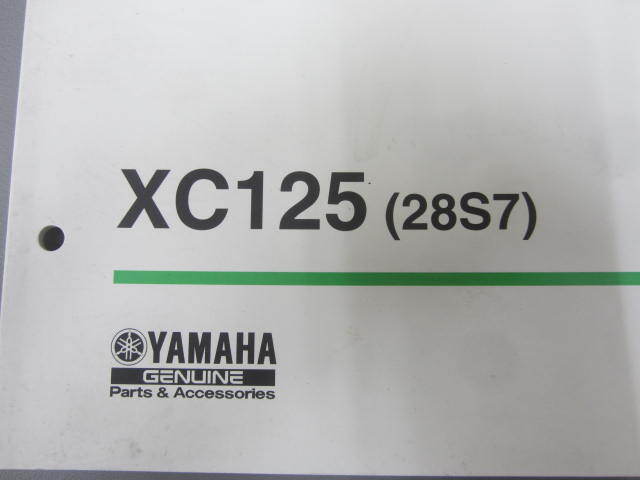 XC125 (28S7)
YAMAHA
GENUINE
Parts & Accessories